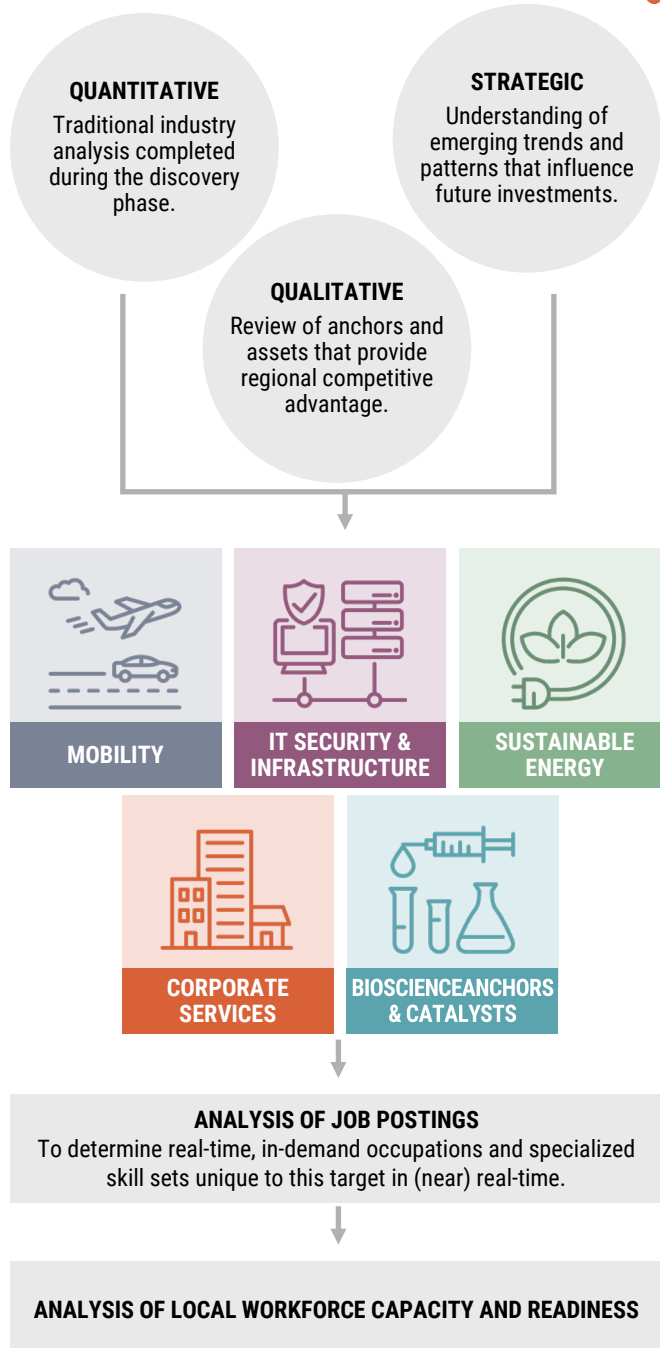 QUANTITATIVE
Traditional industry
analysis completed
during the discovery
phase.
STRATEGIC
Understanding of
emerging trends and
patterns that influence
future investments.
QUALITATIVE
Review of anchors and
assets that provide
regional competitive
advantage.
MOBILITY
IT SECURITY &
INFRASTRUCTURE
SUSTAINABLE
ENERGY
CORPORATE
SERVICES
BIOSCIENCEANCHORS
& CATALYSTS
ANALYSIS OF JOB POSTINGS
To determine real-time, in-demand occupations and specialized
skill sets unique to this target in (near) real-time.
ANALYSIS OF LOCAL WORKFORCE CAPACITY AND READINESS